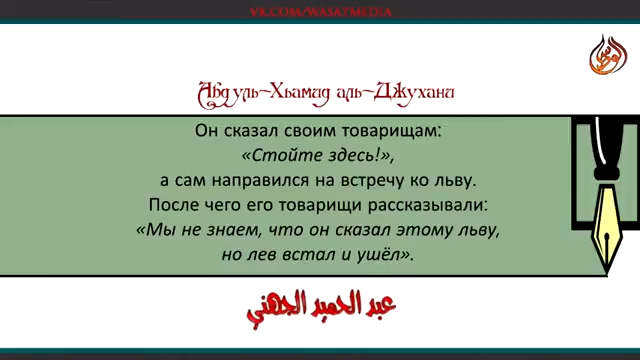 VK.COM/WASATMEDIA
Абдуль-Хьамид аль-Джухани
Он сказал своим товарищам:
«Стойте здесь!»,
а сам направился на встречу ко льву.
После чего его товарищи рассказывали:
«Мы не знаем, что он сказал этому льву,
но лев встал и ушёл».
عبد الحميد الجهني